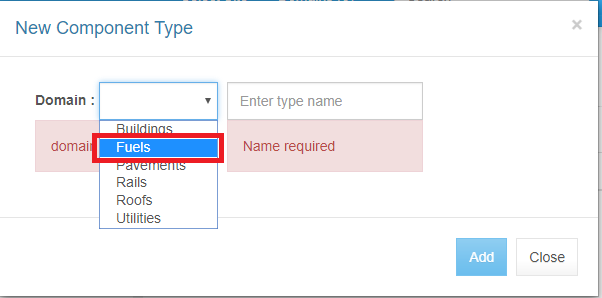 New Component Type
×
Domain :
Enter type name
Buildings
domain
Name required
Fuels
Pavements
Rails
Roofs
Utilities
Add
Close